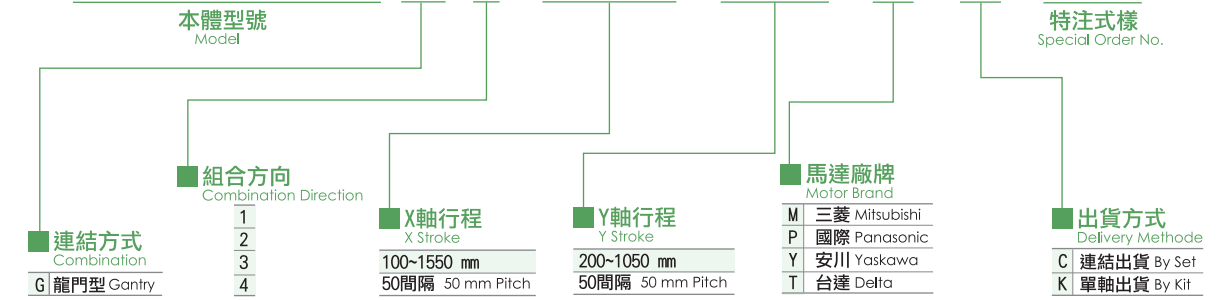 本體型號
Model
特注式樣
Special Order No.
組合方向
Combination Direction
1
2
3
4
馬達廠牌
Motor Brand
M 三菱 Mitsubishi
P 國際 Panasonic
Y 安川 Yaskawa
T 台達 Delta
X軸行程
X Stroke
100~1550 mm
50間隔 50 mm Pitch
Y軸行程
Y Stroke
200~1050 mm
50間隔 50 mm Pitch
出貨方式
Delivery Methode
C 連結出貨 By Set
K 單軸出貨 By Kit
連結方式
Combination
G 龍門型 Gantry